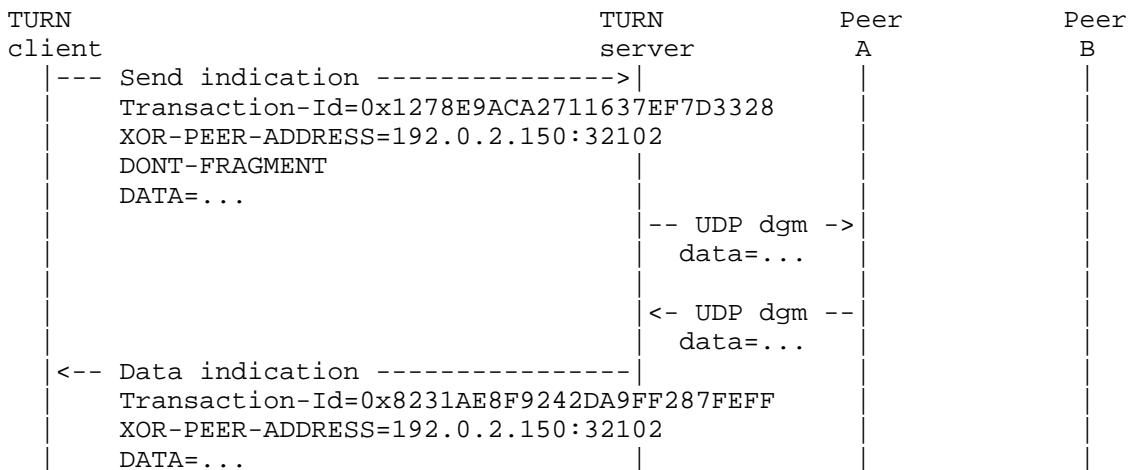 TURN                                 TURN          Peer          Peer
client                               server         A             B
  |--- Send indication --------------->|             |             |
  |    Transaction-Id=0x1278E9ACA2711637EF7D3328     |             |
  |    XOR-PEER-ADDRESS=192.0.2.150:32102            |             |
  |    DONT-FRAGMENT                   |             |             |
  |    DATA=...                        |             |             |
  |                                    |-- UDP dgm ->|             |
  |                                    |  data=...   |             |
  |                                    |             |             |
  |                                    |<- UDP dgm --|             |
  |                                    |  data=...   |             |
  |<-- Data indication ----------------|             |             |
  |    Transaction-Id=0x8231AE8F9242DA9FF287FEFF     |             |
  |    XOR-PEER-ADDRESS=192.0.2.150:32102            |             |
  |    DATA=...                        |             |             |